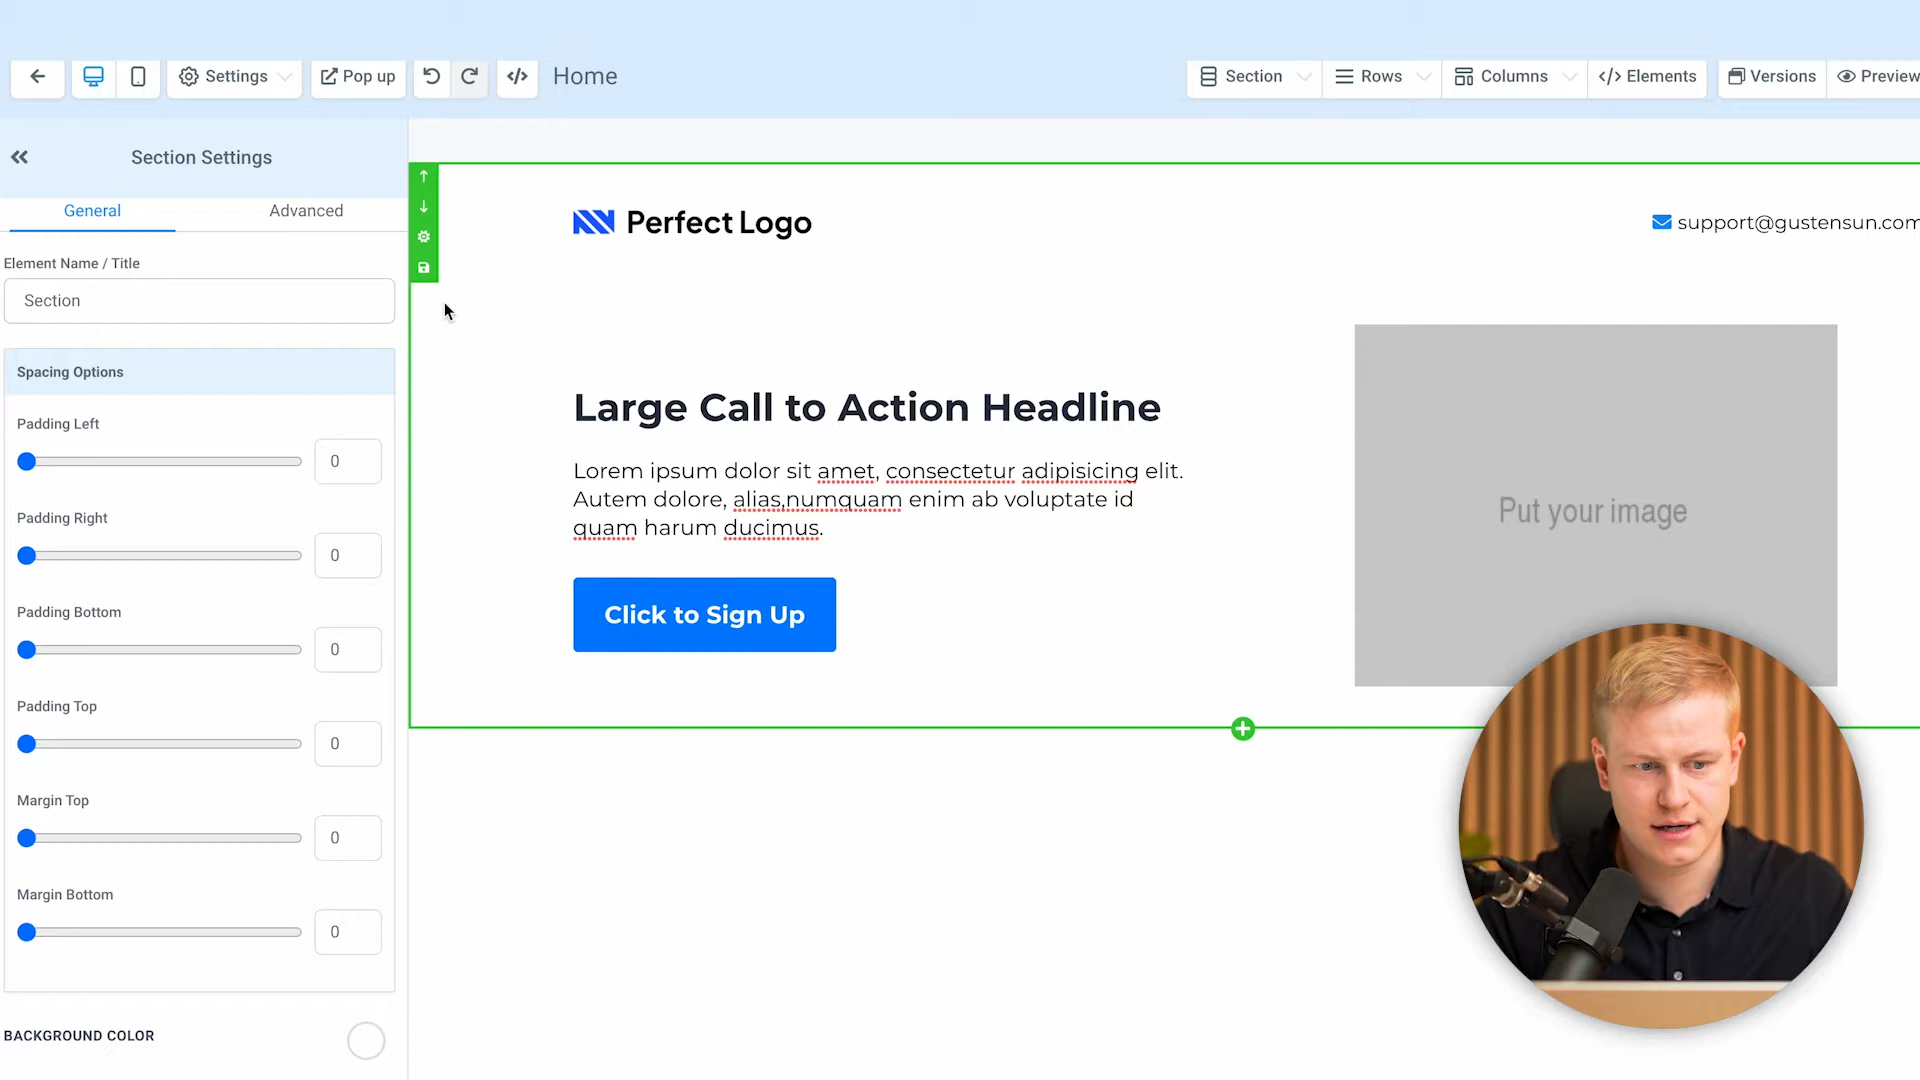 Settings
Pop up
Home
Section
Rows
Columns
</> Elements
Versions
Preview
Section Settings
General
Advanced
Element Name / Title
Section
Spacing Options
Padding Left
0
Padding Right
0
Padding Bottom
0
Padding Top
0
Margin Top
0
Margin Bottom
0
BACKGROUND COLOR
Perfect Logo
support@gustensun.com
Large Call to Action Headline
Lorem ipsum dolor sit amet, consectetur adipisicing elit.
Autem dolore, alias,numquam enim ab voluptate id
quam harum ducimus.
Click to Sign Up
Put your image